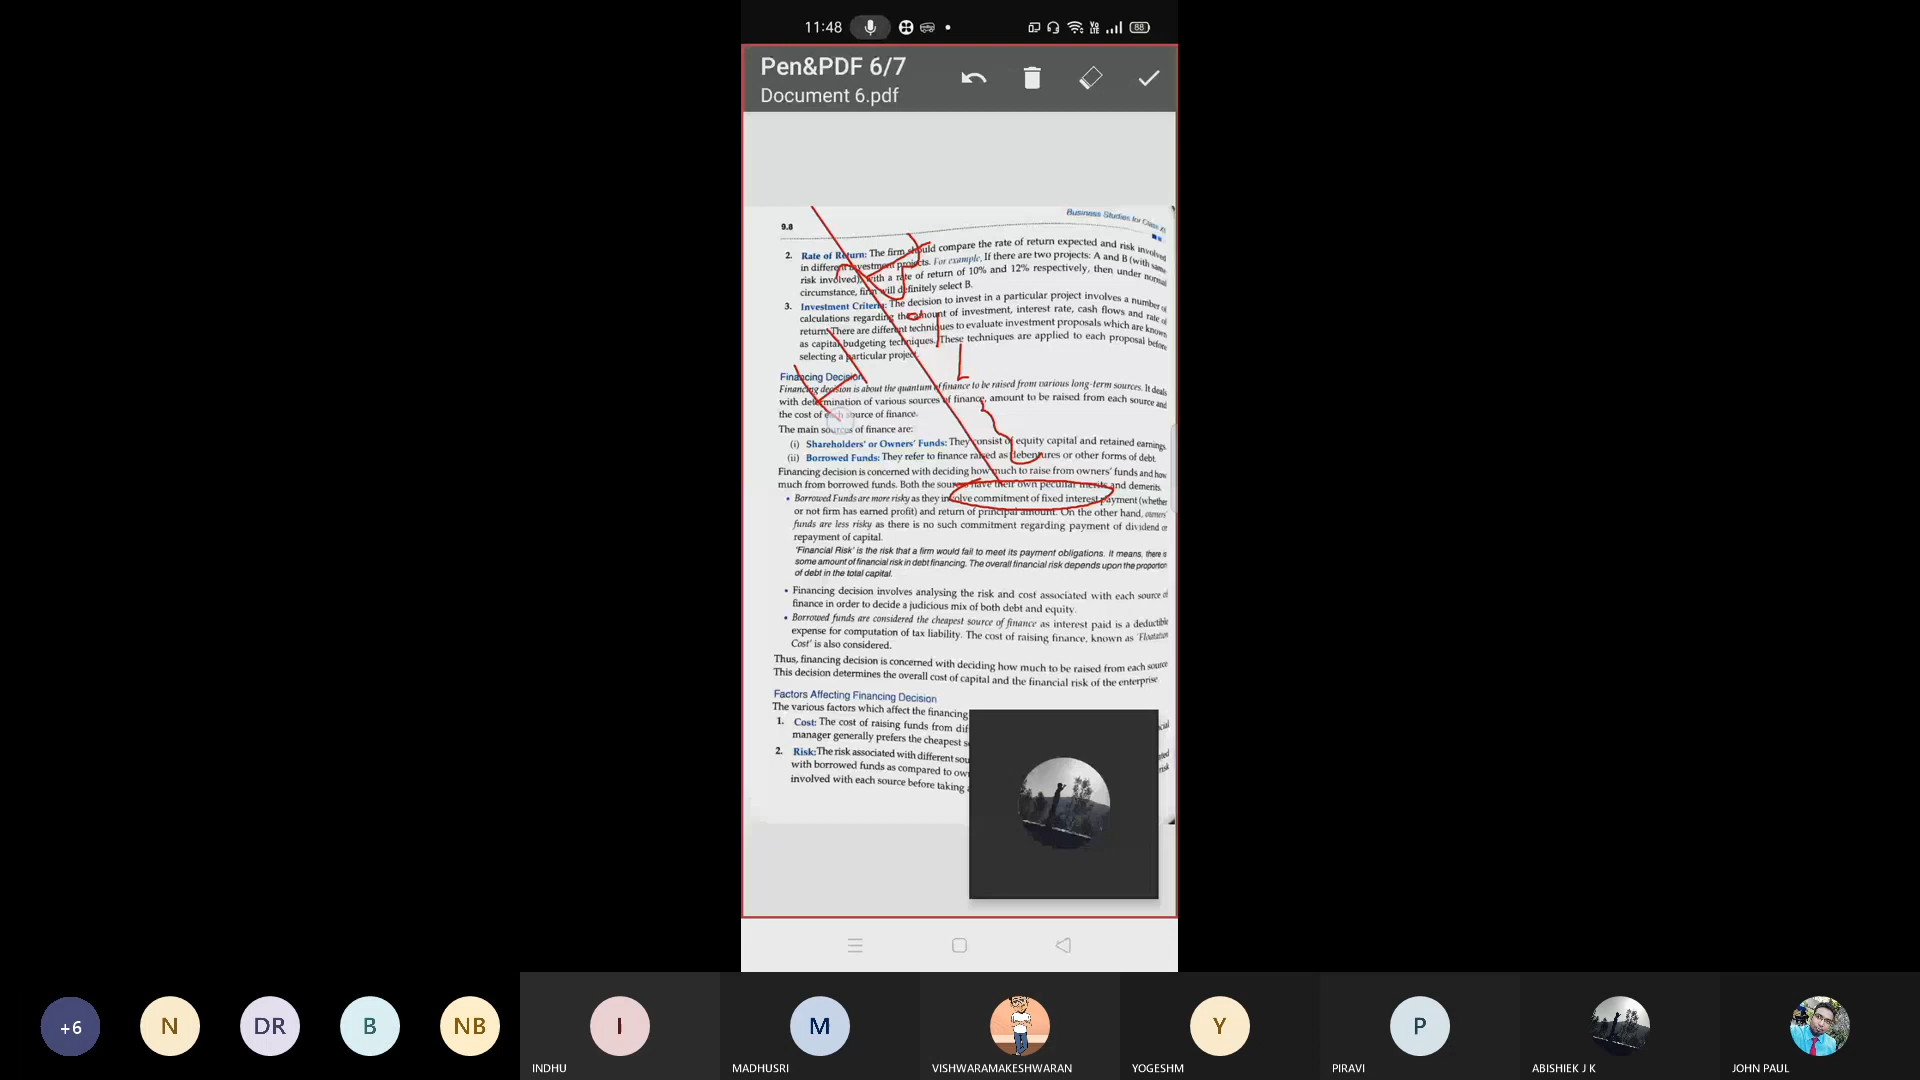 11:48
88
Pen&PDF 6/7
Document 6.pdf
Business Studies for Class XI
9.8
2. Rate of Return: The firm should compare the rate of return expected and risk involved
in different investment projects. For example, If there are two projects: A and B (with same
risk involved), with a rate of return of 10% and 12% respectively, then under normal
circumstance, firm will definitely select B.
3. Investment Criteria: The decision to invest in a particular project involves a number of
calculations regarding the amount of investment, interest rate, cash flows and rate of
return. There are different techniques to evaluate investment proposals which are known
as capital budgeting techniques. These techniques are applied to each proposal before
selecting a particular project.
Financing Decision
Financing decision is about the quantum of finance to be raised from various long-term sources. It deals
with determination of various sources of finance, amount to be raised from each source and
the cost of each source of finance.
The main sources of finance are:
(i) Shareholders' or Owners' Funds: They consist of equity capital and retained earnings.
(ii) Borrowed Funds: They refer to finance raised as debentures or other forms of debt.
Financing decision is concerned with deciding how much to raise from owners' funds and how
much from borrowed funds. Both the sources have their own peculiar merits and demerits.
• Borrowed Funds are more risky as they involve commitment of fixed interest payment (whether
or not firm has earned profit) and return of principal amount. On the other hand, owners'
funds are less risky as there is no such commitment regarding payment of dividend or
repayment of capital.
'Financial Risk' is the risk that a firm would fail to meet its payment obligations. It means, there is
some amount of financial risk in debt financing. The overall financial risk depends upon the proportion
of debt in the total capital.
• Financing decision involves analysing the risk and cost associated with each source of
finance in order to decide a judicious mix of both debt and equity.
• Borrowed funds are considered the cheapest source of finance as interest paid is a deductible
expense for computation of tax liability. The cost of raising finance, known as 'Floatation
Cost' is also considered.
Thus, financing decision is concerned with deciding how much to be raised from each source
This decision determines the overall cost of capital and the financial risk of the enterprise
Factors Affecting Financing Decision
The various factors which affect the financing
1. Cost: The cost of raising funds from dif
manager generally prefers the cheapest s
2. Risk: The risk associated with different sou
with borrowed funds as compared to ow
involved with each source before taking
+6
N
DR
B
NB
I
M
Y
P
INDHU
MADHUSRI
VISHWARAMAKESHWARAN
YOGESHM
PIRAVI
ABISHIEK J K
JOHN PAUL